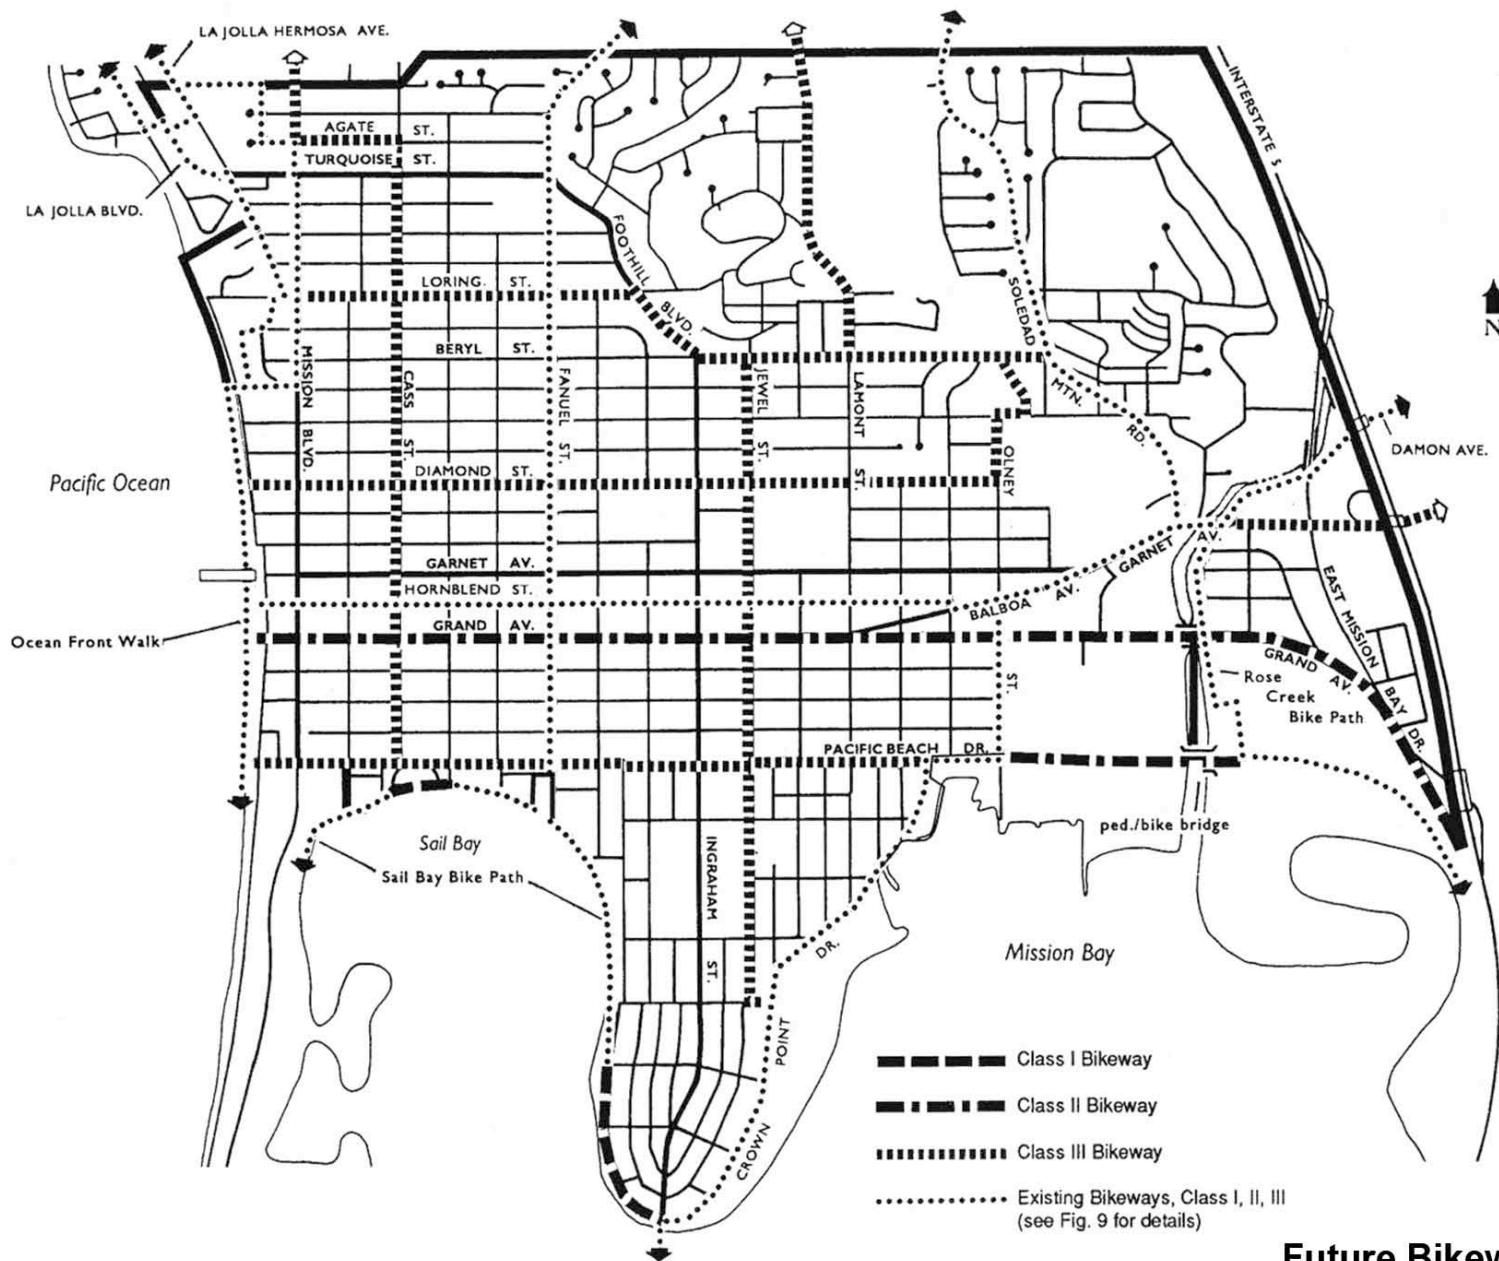 LA JOLLA HERMOSA AVE.
INTERSTATE 5
AGATE ST.
TURQUOISE ST.
LA JOLLA BLVD.
FOOTHILL BLVD.
LORING ST.
SOLEDAD MTN. RD.
N
BERYL ST.
MISSION BLVD.
CASS ST.
FANUEL ST.
JEWEL ST.
LAMONT ST.
OLNEY ST.
DAMON AVE.
DIAMOND ST.
Pacific Ocean
GARNET AV.
GARNET AV.
HORNBLEND ST.
BALBOA AV.
GRAND AV.
EAST MISSION BAY DR.
Ocean Front Walk
GRAND AV.
Rose
Creek
Bike Path
PACIFIC BEACH DR.
ped./bike bridge
Sail Bay
Sail Bay Bike Path
INGRAHAM ST.
Mission Bay
CROWN POINT DR.
Class I Bikeway
Class II Bikeway
Class III Bikeway
Existing Bikeways, Class I, II, III
(see Fig. 9 for details)
Future Bikew